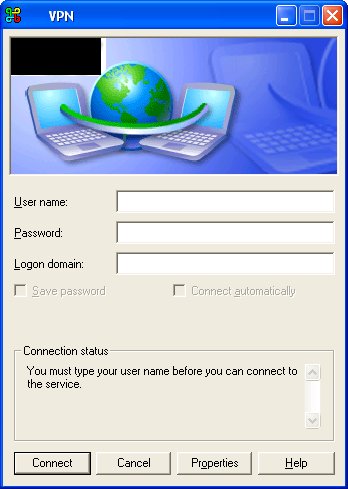 VPN
User name:
Password:
Logon domain:
Save password Connect automatically
Connection status
You must type your user name before you can connect to
the service.
Connect Cancel Properties Help